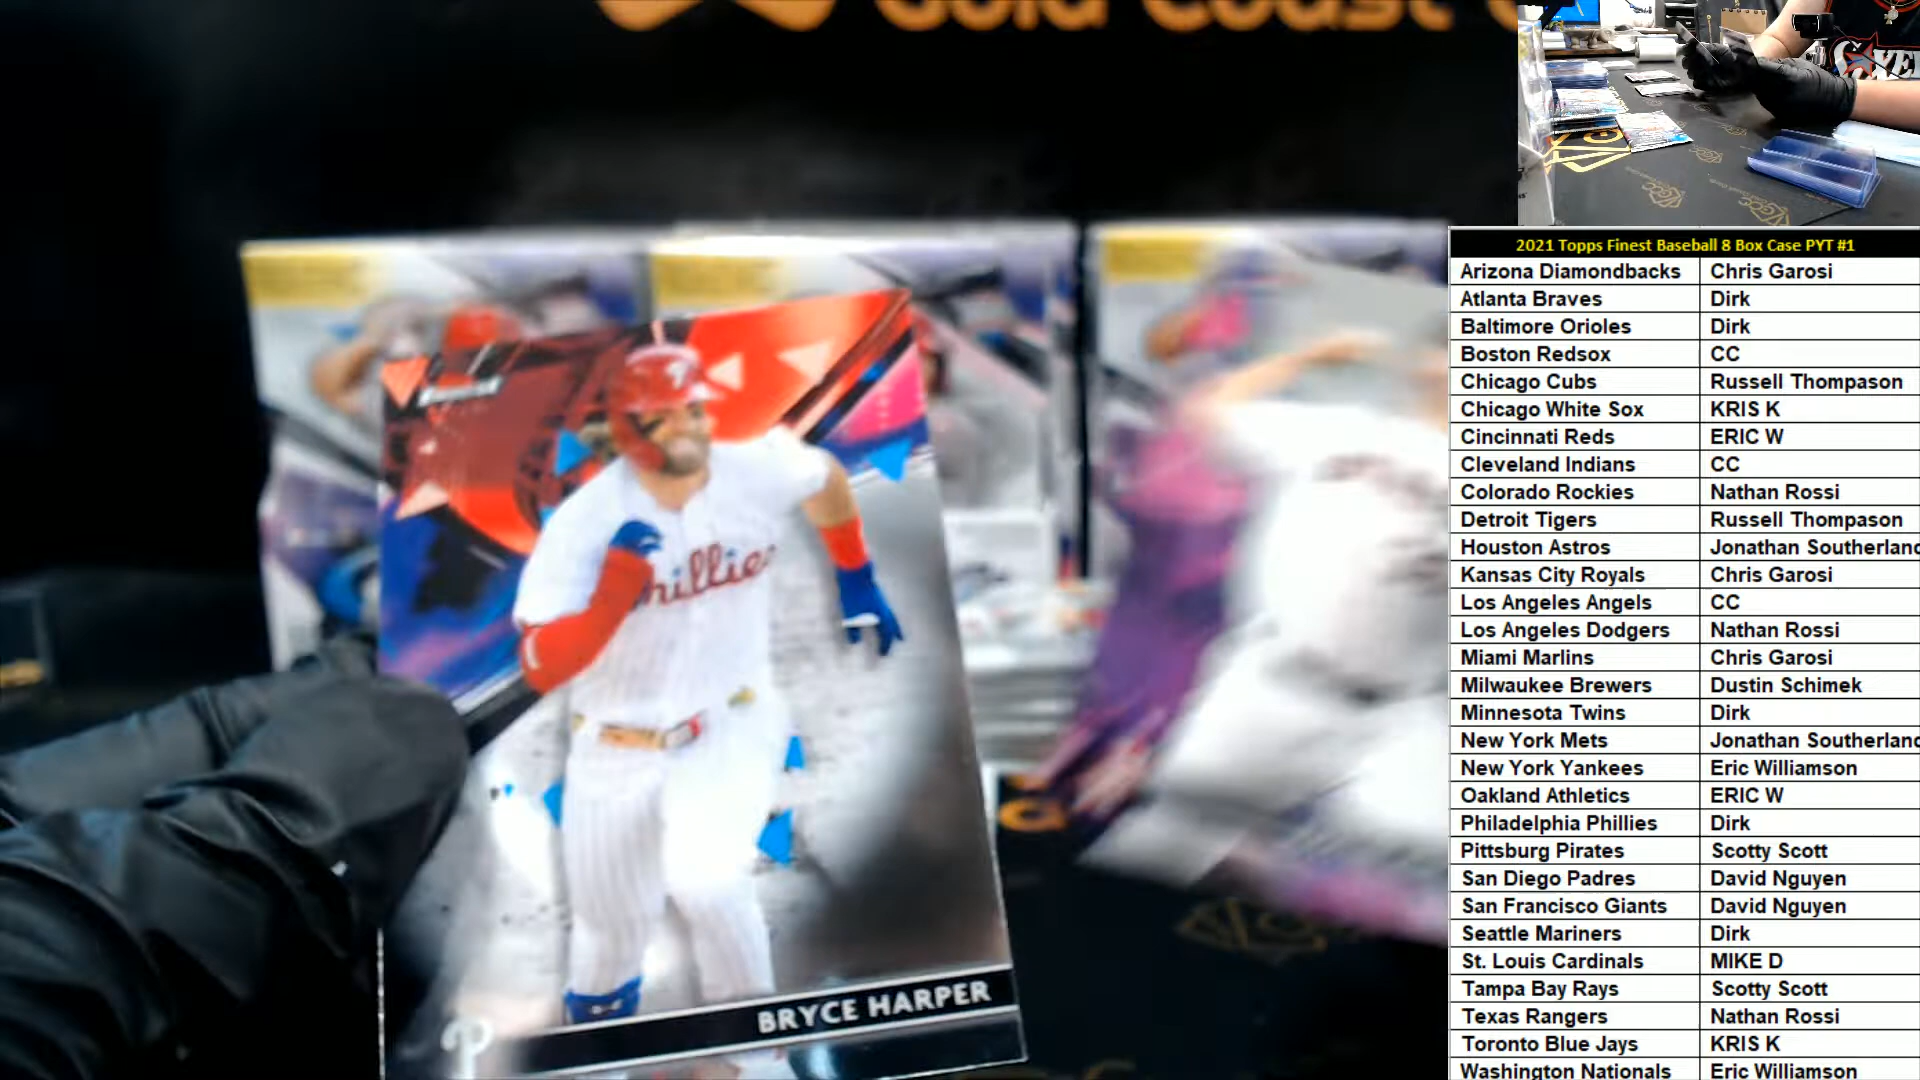 Gold Coast
2021 Topps Finest Baseball 8 Box Case PYT #1
Arizona Diamondbacks Chris Garosi
Atlanta Braves Dirk
Baltimore Orioles Dirk
Boston Redsox CC
Chicago Cubs Russell Thompason
Chicago White Sox KRIS K
Cincinnati Reds ERIC W
Cleveland Indians CC
Colorado Rockies Nathan Rossi
Detroit Tigers Russell Thompason
Houston Astros Jonathan Southerland
Kansas City Royals Chris Garosi
Los Angeles Angels CC
Los Angeles Dodgers Nathan Rossi
Miami Marlins Chris Garosi
Milwaukee Brewers Dustin Schimek
Minnesota Twins Dirk
New York Mets Jonathan Southerland
New York Yankees Eric Williamson
Oakland Athletics ERIC W
Philadelphia Phillies Dirk
Pittsburg Pirates Scotty Scott
San Diego Padres David Nguyen
San Francisco Giants David Nguyen
Seattle Mariners Dirk
St. Louis Cardinals MIKE D
Tampa Bay Rays Scotty Scott
Texas Rangers Nathan Rossi
Toronto Blue Jays KRIS K
Washington Nationals Eric Williamson
Phillies
BRYCE HARPER
P